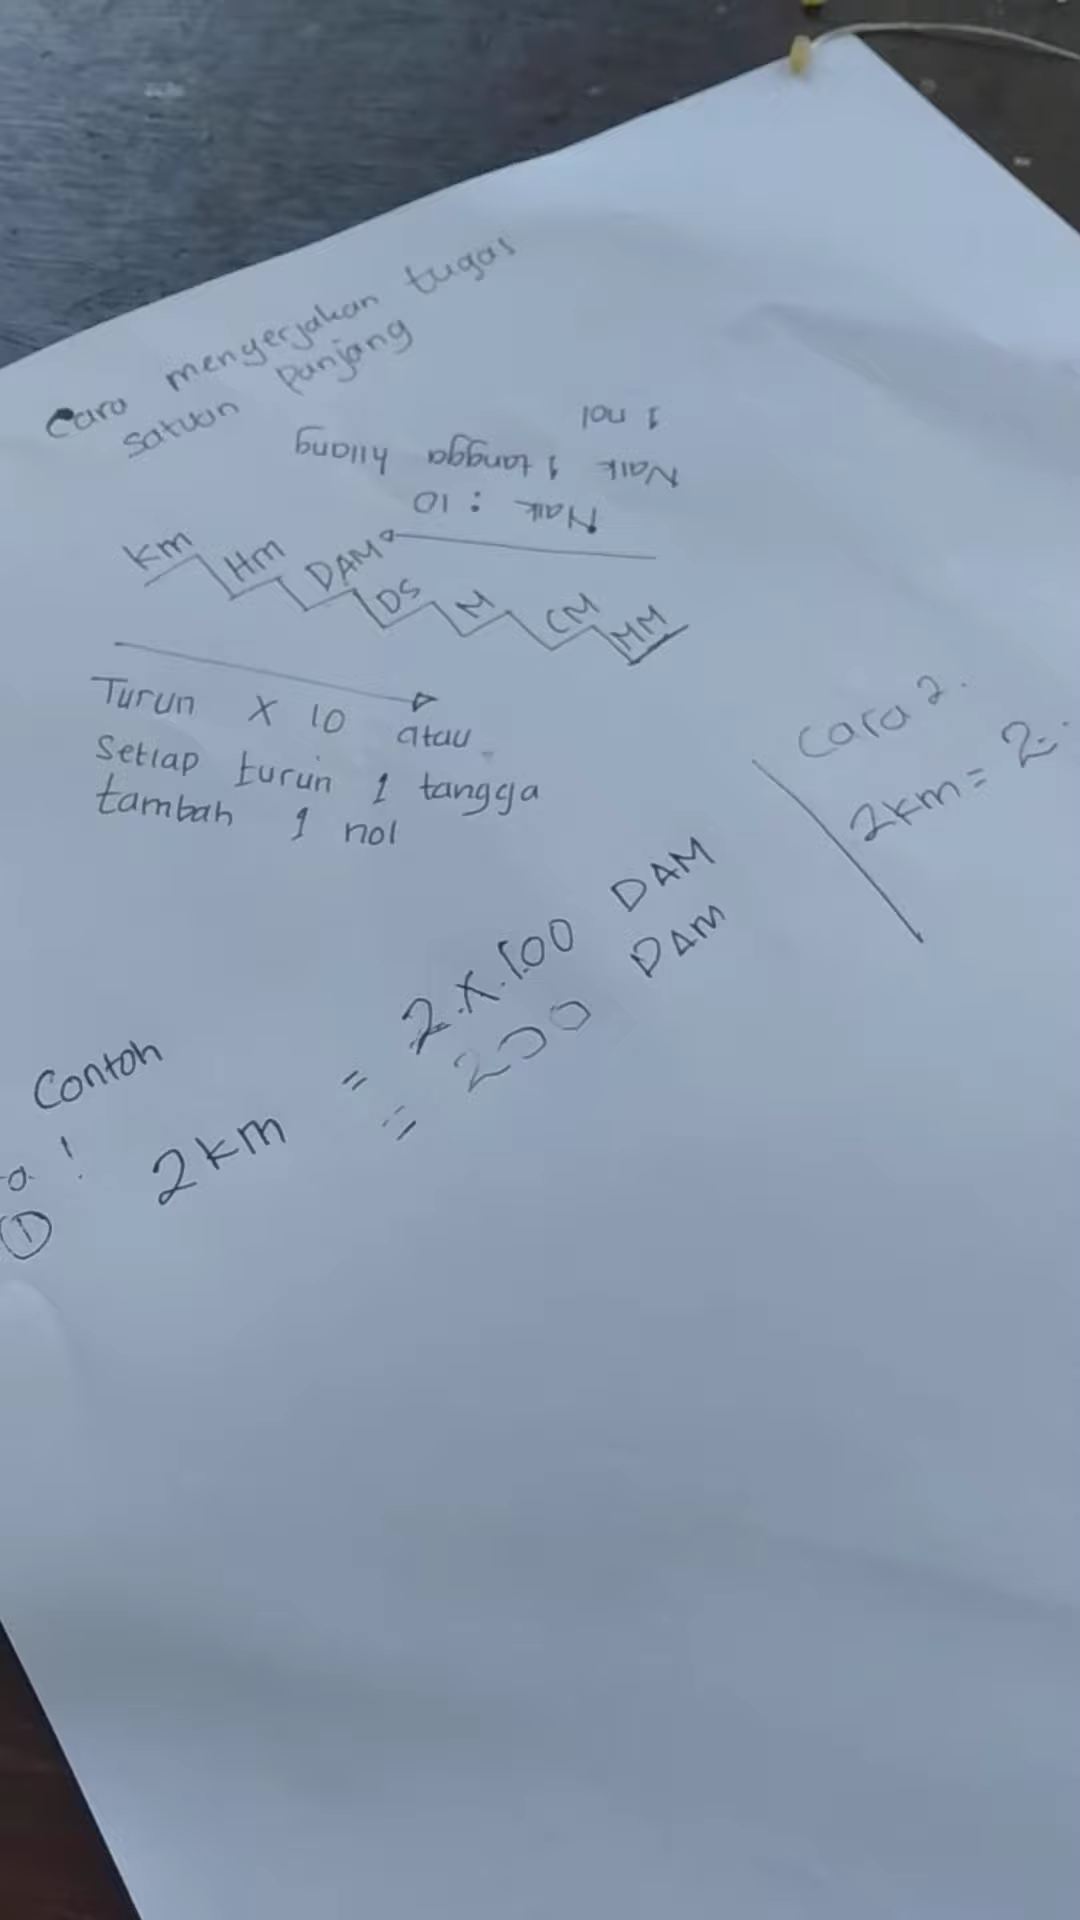 Cara mengerjakan tugas
satuan panjang
Naik : 10
Naik 1 tangga hilang
1 nol
Km Hm DAM DS M CM MM
Turun X 10 atau
Setiap turun 1 tangga
tambah 1 nol
Cara 2.
2km = 2.
Contoh
!
1
2km = 2 x 100 DAM
= 200 DAM